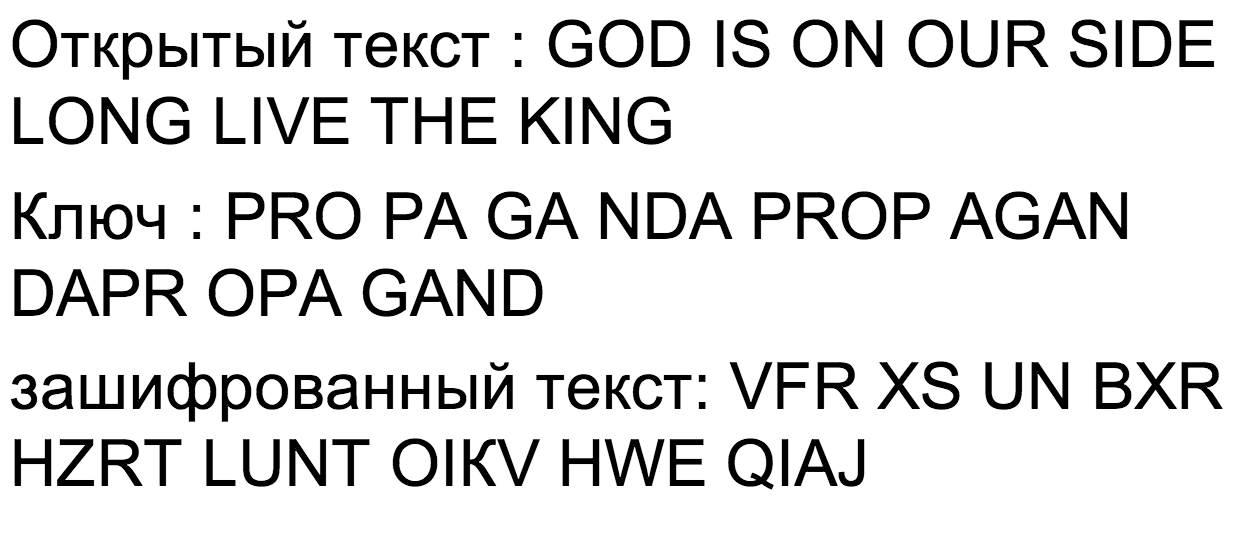 Открытый текст : GOD IS ON OUR SIDE
LONG LIVE THE KING
Ключ : PRO PA GA NDA PROP AGAN
DAPR OPA GAND
зашифрованный текст: VFR XS UN BXR
HZRT LUNT OIКV HWE QIAJ